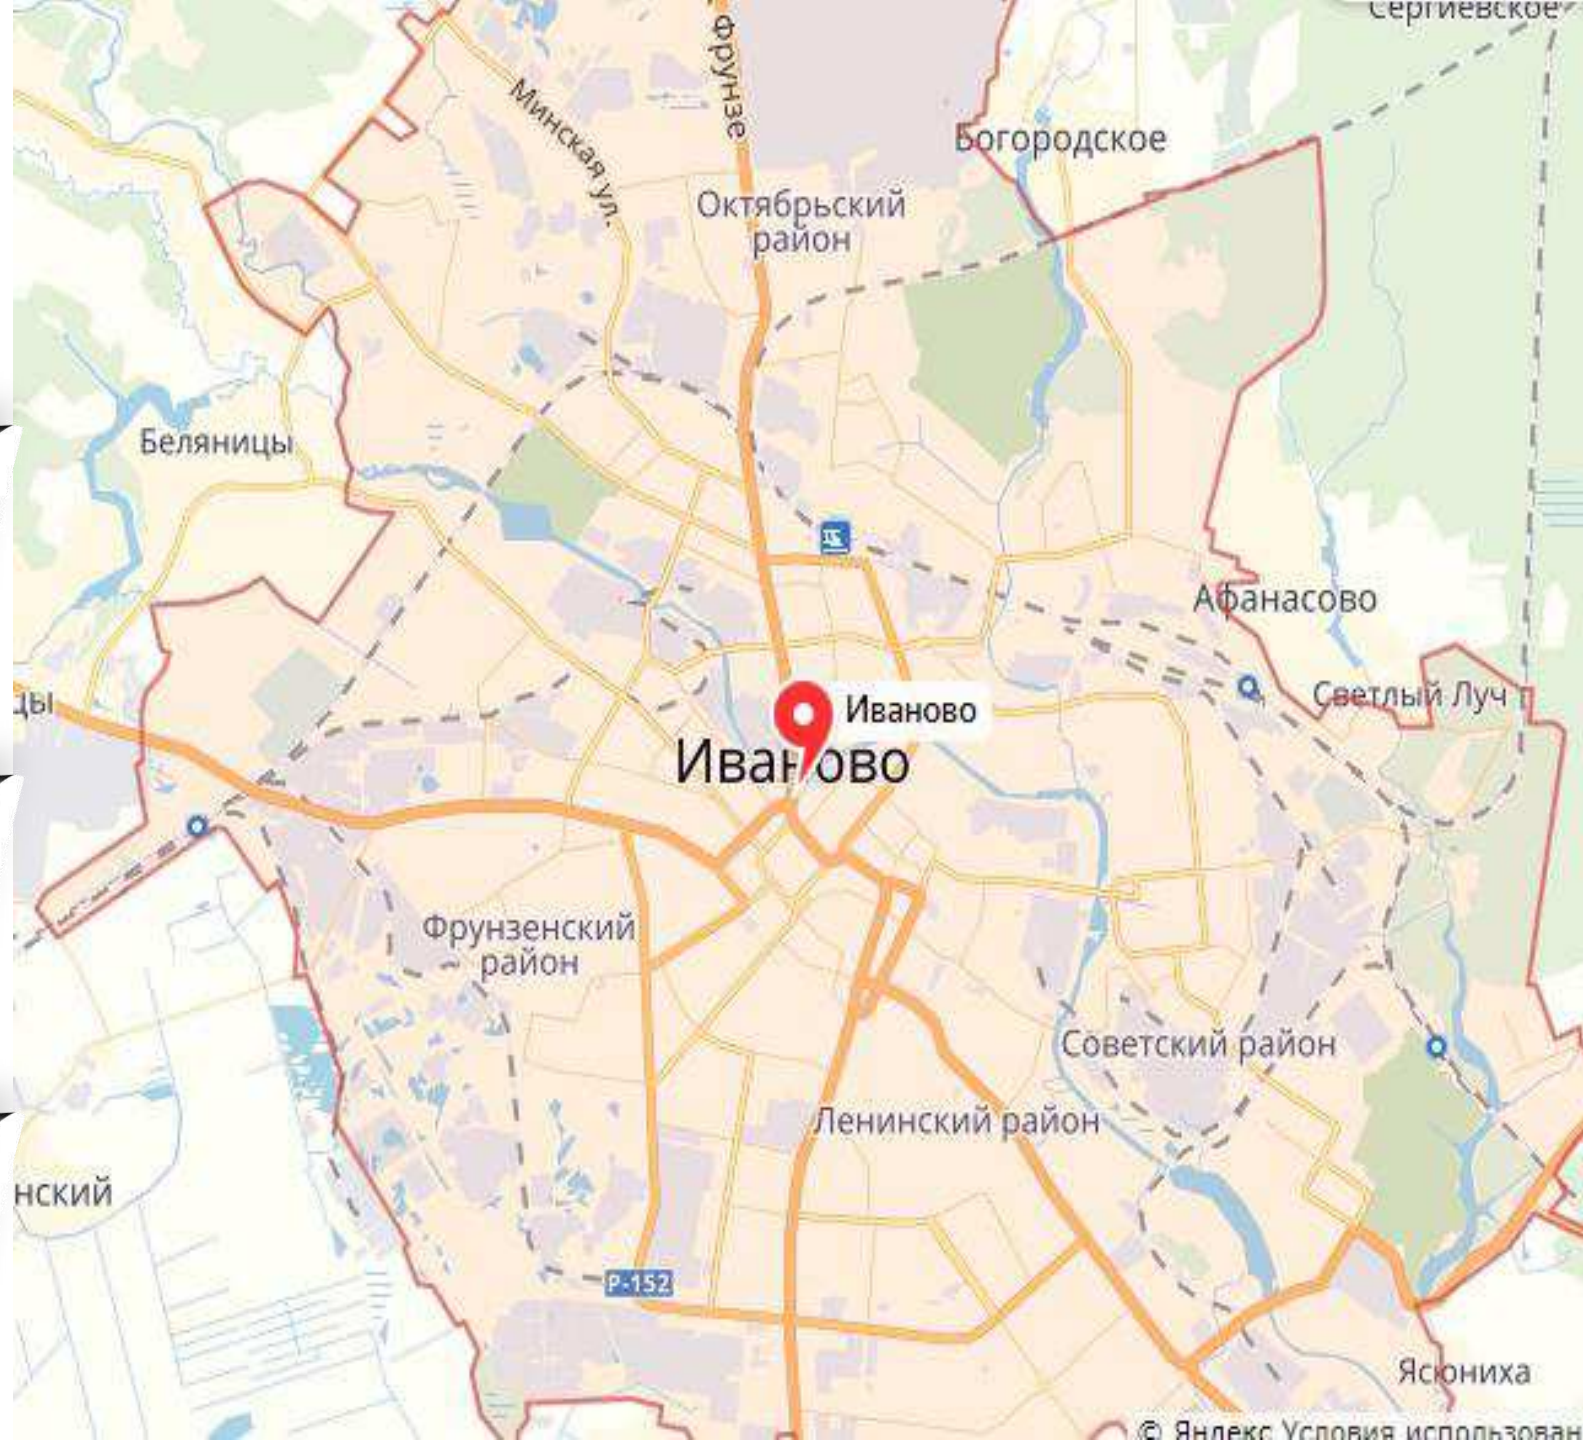 Сергиевское
Фрунзе
Минская ул.
Богородское
Октябрьский
район
Беляницы
Афанасово
Светлый Луч
цы
Иваново
Иваново
Фрунзенский
район
Советский район
Ленинский район
нский
Р-152
Ясюниха
© Яндекс Условия использован